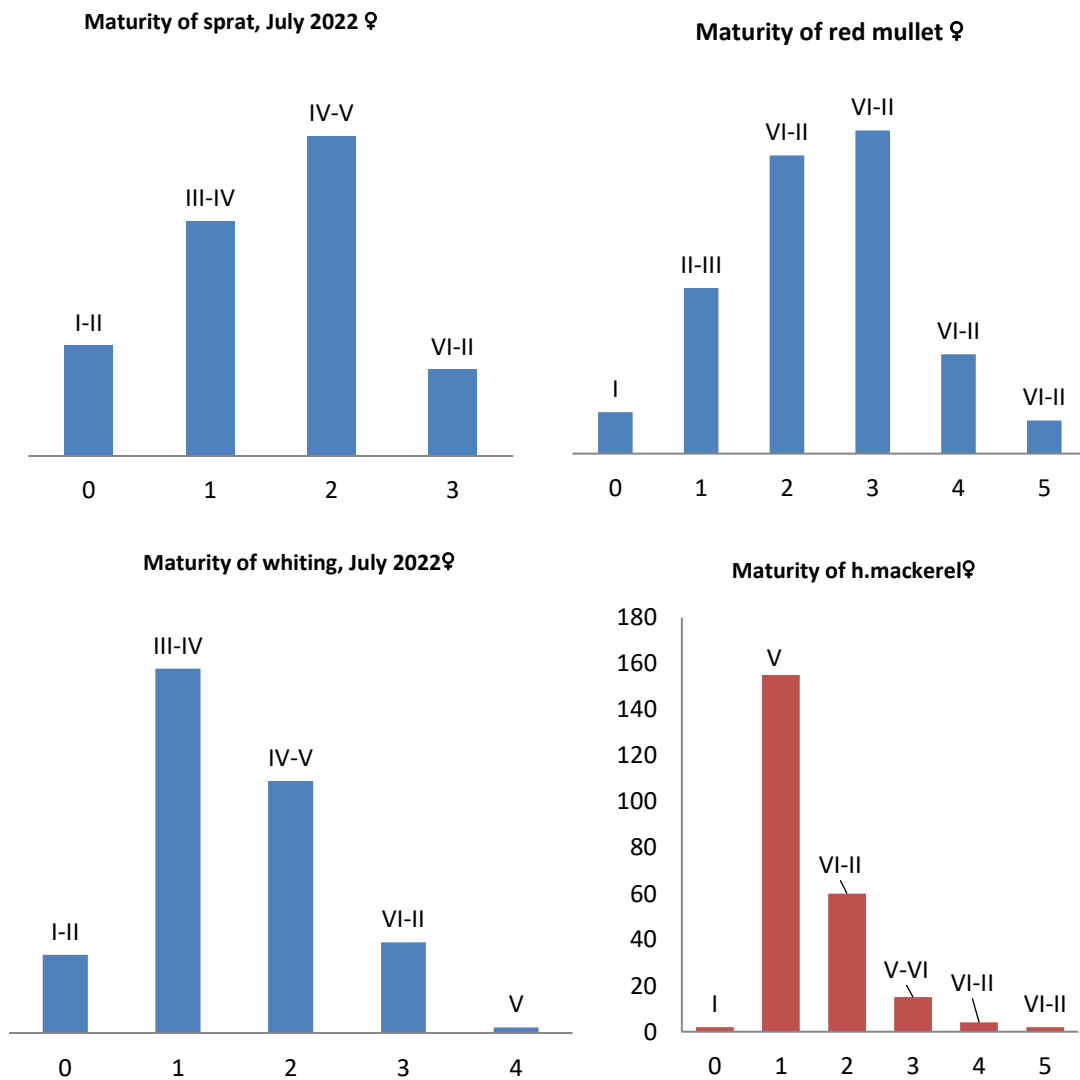 Maturity of sprat, July 2022 ♀
IV-V
III-IV
I-II
VI-II
0 1 2 3
Maturity of red mullet ♀
VI-II
VI-II
II-III
VI-II
I
VI-II
0 1 2 3 4 5
Maturity of whiting, July 2022♀
III-IV
IV-V
I-II
VI-II
V
0 1 2 3 4
Maturity of h.mackerel♀
180
160
140
120
100
80
60
40
20
0
V
VI-II
V-VI
VI-II
I
VI-II
0 1 2 3 4 5